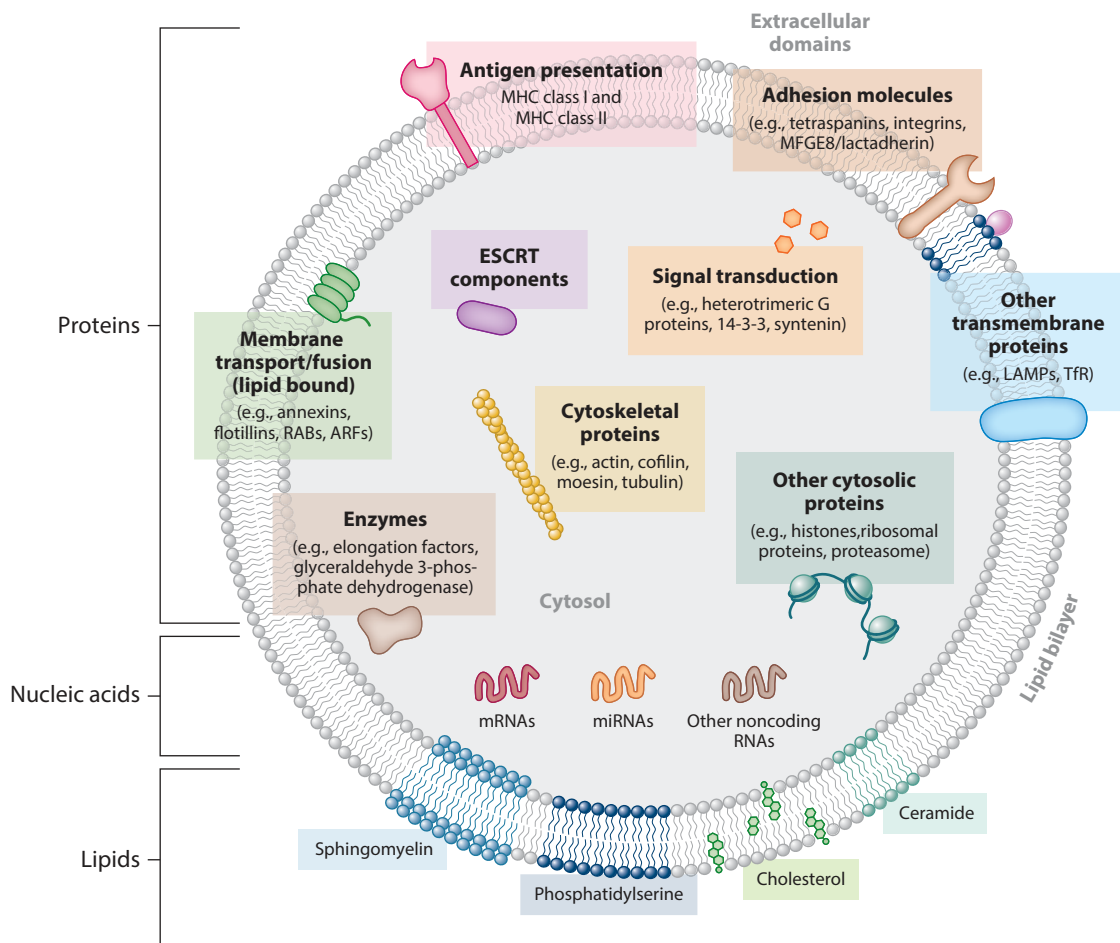 Extracellular
domains
Antigen presentation
MHC class I and
MHC class II
Adhesion molecules
(e.g., tetraspanins, integrins,
MFGE8/lactadherin)
Proteins
ESCRT
components
Signal transduction
(e.g., heterotrimeric G
proteins, 14-3-3, syntenin)
Other
transmembrane
proteins
(e.g., LAMPs, TfR)
Membrane
transport/fusion
(lipid bound)
(e.g., annexins,
flotillins, RABs, ARFs)
Cytoskeletal
proteins
(e.g., actin, cofilin,
moesin, tubulin)
Other cytosolic
proteins
(e.g., histones,ribosomal
proteins, proteasome)
Enzymes
(e.g., elongation factors,
glyceraldehyde 3-phos-
phate dehydrogenase)
Cytosol
Lipid bilayer
Nucleic acids
mRNAs
miRNAs
Other noncoding
RNAs
Lipids
Sphingomyelin
Phosphatidylserine
Cholesterol
Ceramide